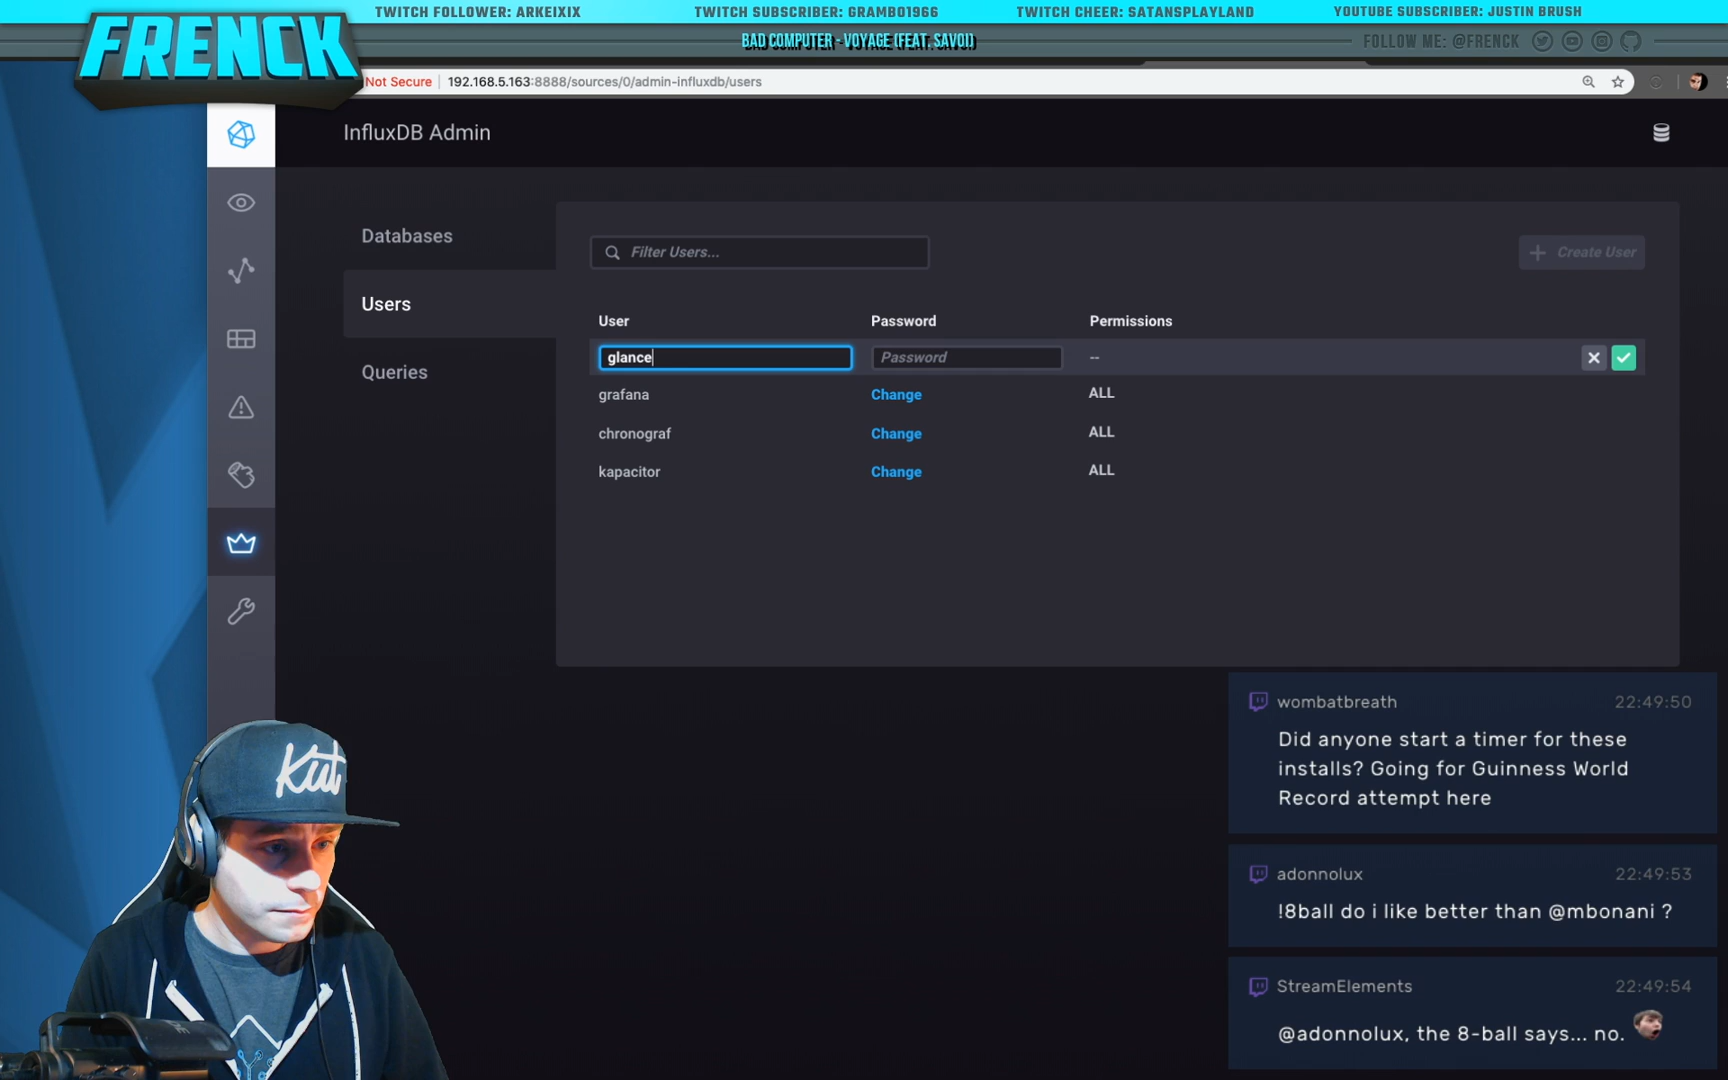 TWITCH FOLLOWER: ARKEIXIX
TWITCH SUBSCRIBER: GRAMBO1966
TWITCH CHEER: SATANSPLAYLAND
YOUTUBE SUBSCRIBER: JUSTIN BRUSH
FRENCK
BAD COMPUTER - VOYAGE (FEAT. SAVOI)
FOLLOW ME: @FRENCK
Not Secure
192.168.5.163:8888/sources/0/admin-influxdb/users
InfluxDB Admin
Databases
Users
Queries
Filter Users...
Create User
User Password Permissions
glance Password --
grafana Change ALL
chronograf Change ALL
kapacitor Change ALL
wombatbreath 22:49:50
Did anyone start a timer for these
installs? Going for Guinness World
Record attempt here
adonnolux 22:49:53
!8ball do i like better than @mbonani ?
StreamElements 22:49:54
@adonnolux, the 8-ball says... no.
Kut